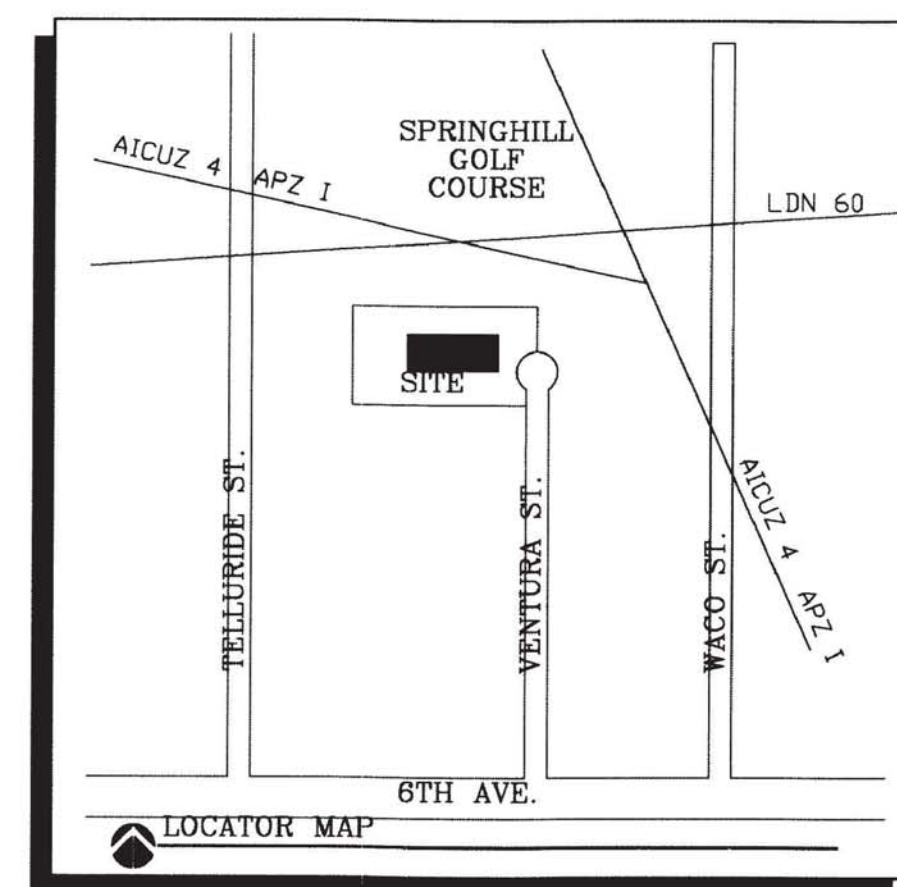 SPRINGHILL
GOLF
COURSE
AICUZ 4 APZ I
LDN 60
SITE
TELLURIDE ST.
VENTURA ST.
WACO ST.
AICUZ 4 APZ I
6TH AVE.
LOCATOR MAP